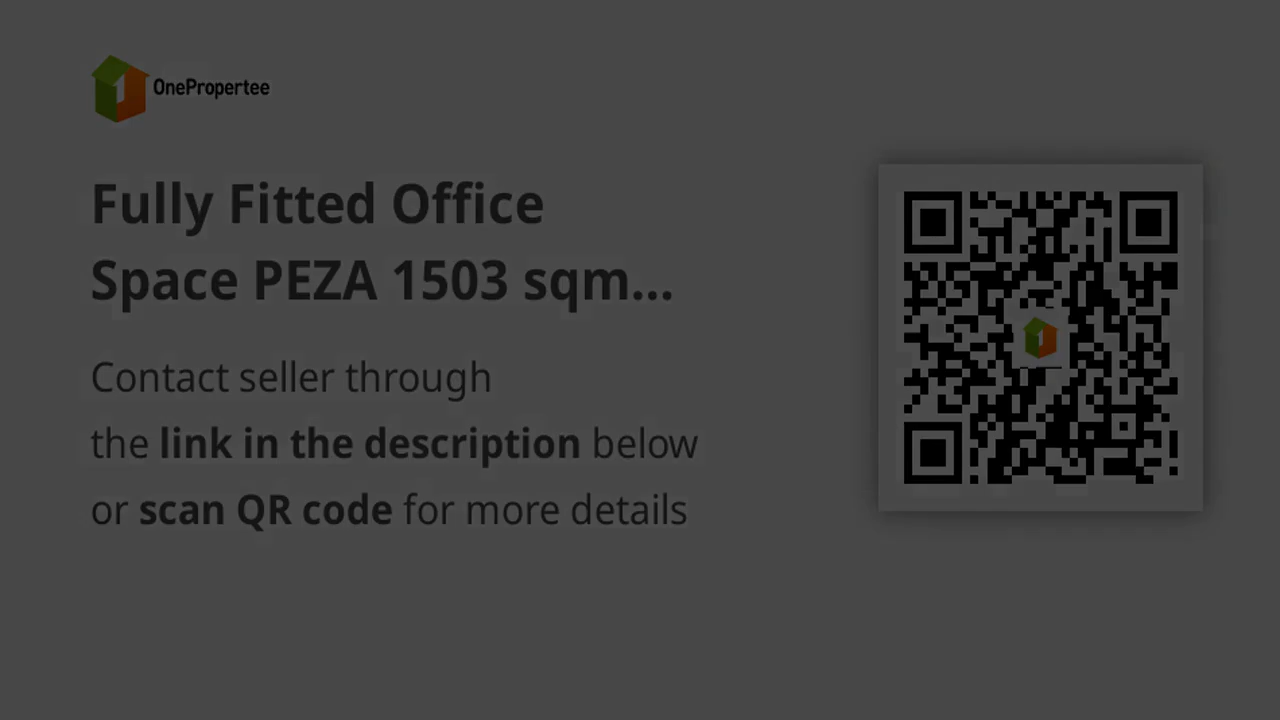 OnePropertee
Fully Fitted Office
Space PEZA 1503 sqm...
Contact seller through
the link in the description below
or scan QR code for more details